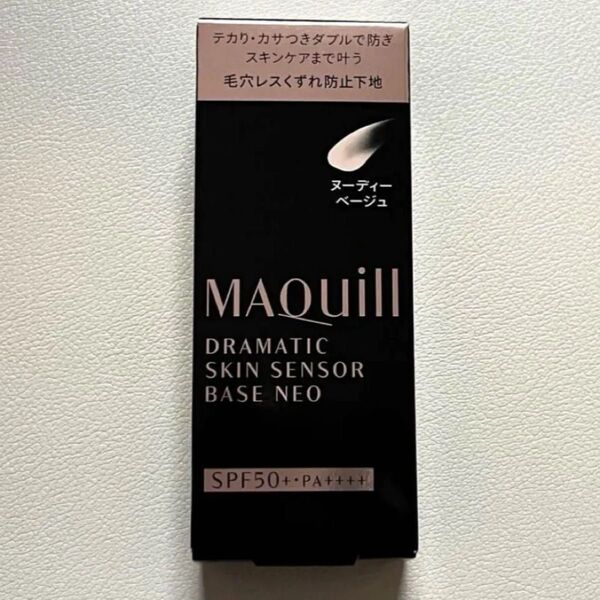 テカリ・カサつきダブルで防ぎ
スキンケアまで叶う
毛穴レスくずれ防止下地
ヌーディー
ベージュ
MAQuill
DRAMATIC
SKIN SENSOR
BASE NEO
SPF50+・PA++++